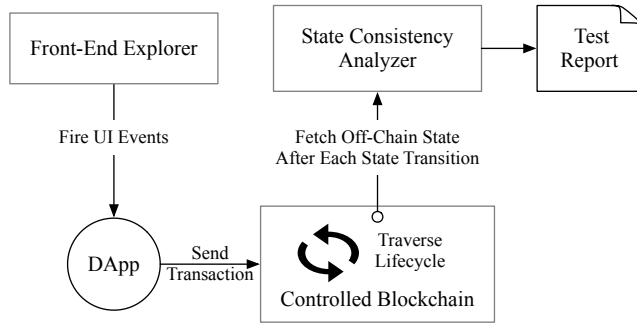 Front-End Explorer
State Consistency
Analyzer
Test
Report
Fire UI Events
Fetch Off-Chain State
After Each State Transition
DApp
Send
Transaction
Traverse
Lifecycle
Controlled Blockchain